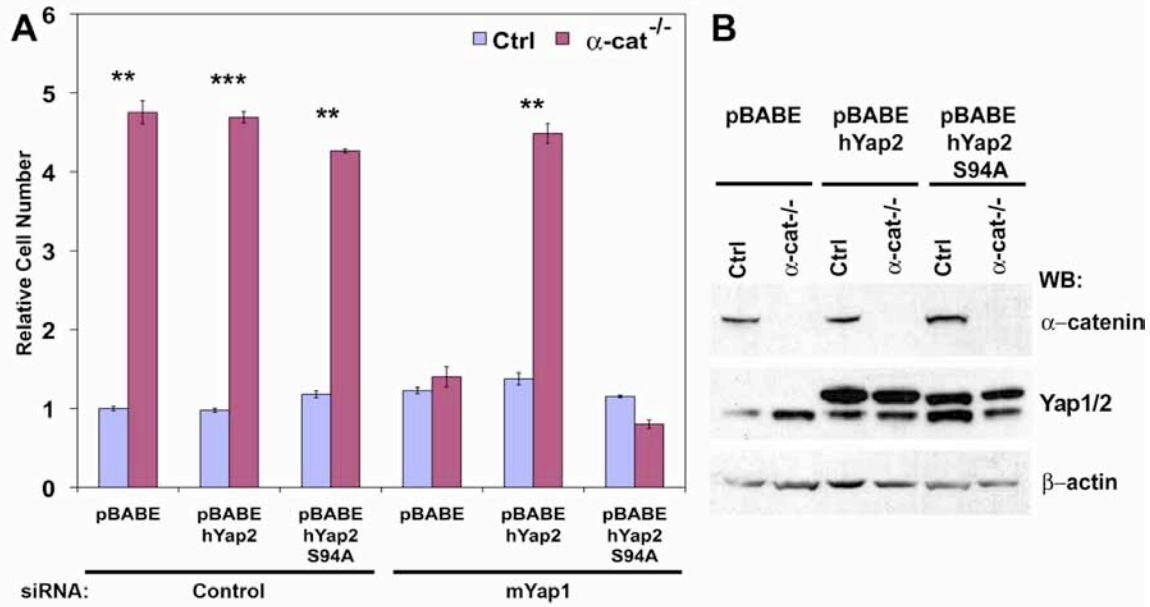 A
6
5
4
3
2
1
0
Relative Cell Number
Ctrl α-cat-/-
**
***
**
**
pBABE
pBABE
hYap2
pBABE
hYap2
S94A
pBABE
pBABE
hYap2
pBABE
hYap2
S94A
siRNA:
Control
mYap1
B
pBABE
pBABE
hYap2
pBABE
hYap2
S94A
Ctrl
α-cat-/-
Ctrl
α-cat-/-
Ctrl
α-cat-/-
WB:
α–catenin
Yap1/2
β–actin